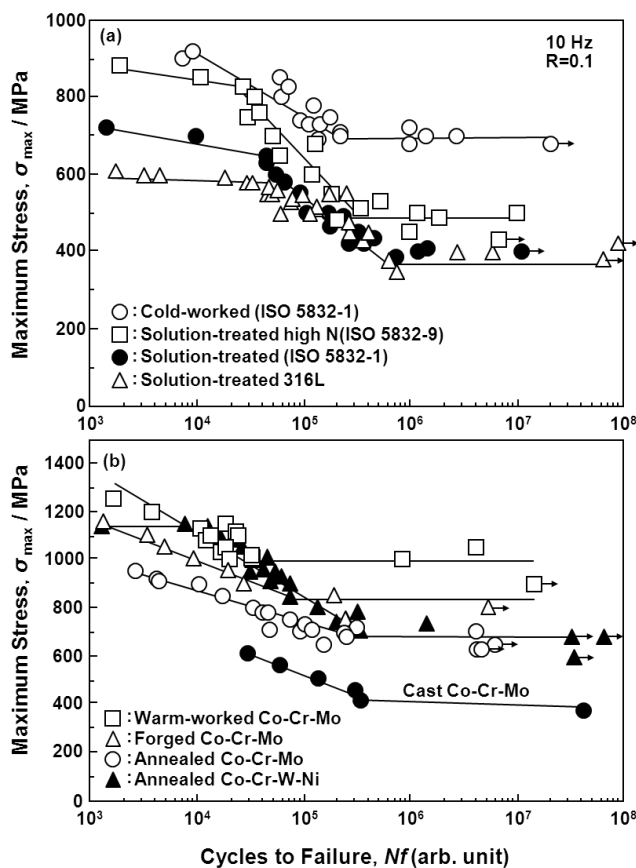 (a)
10 Hz
R=0.1
1000
800
600
400
200
0
Maximum Stress, σmax / MPa
○ : Cold-worked (ISO 5832-1)
□ : Solution-treated high N(ISO 5832-9)
● : Solution-treated (ISO 5832-1)
△ : Solution-treated 316L
10³ 10⁴ 10⁵ 10⁶ 10⁷ 10⁸
(b)
1400
1200
1000
800
600
400
200
0
Maximum Stress, σmax / MPa
Cast Co-Cr-Mo
□ : Warm-worked Co-Cr-Mo
△ : Forged Co-Cr-Mo
○ : Annealed Co-Cr-Mo
▲ : Annealed Co-Cr-W-Ni
10³ 10⁴ 10⁵ 10⁶ 10⁷ 10⁸
Cycles to Failure, Nf (arb. unit)